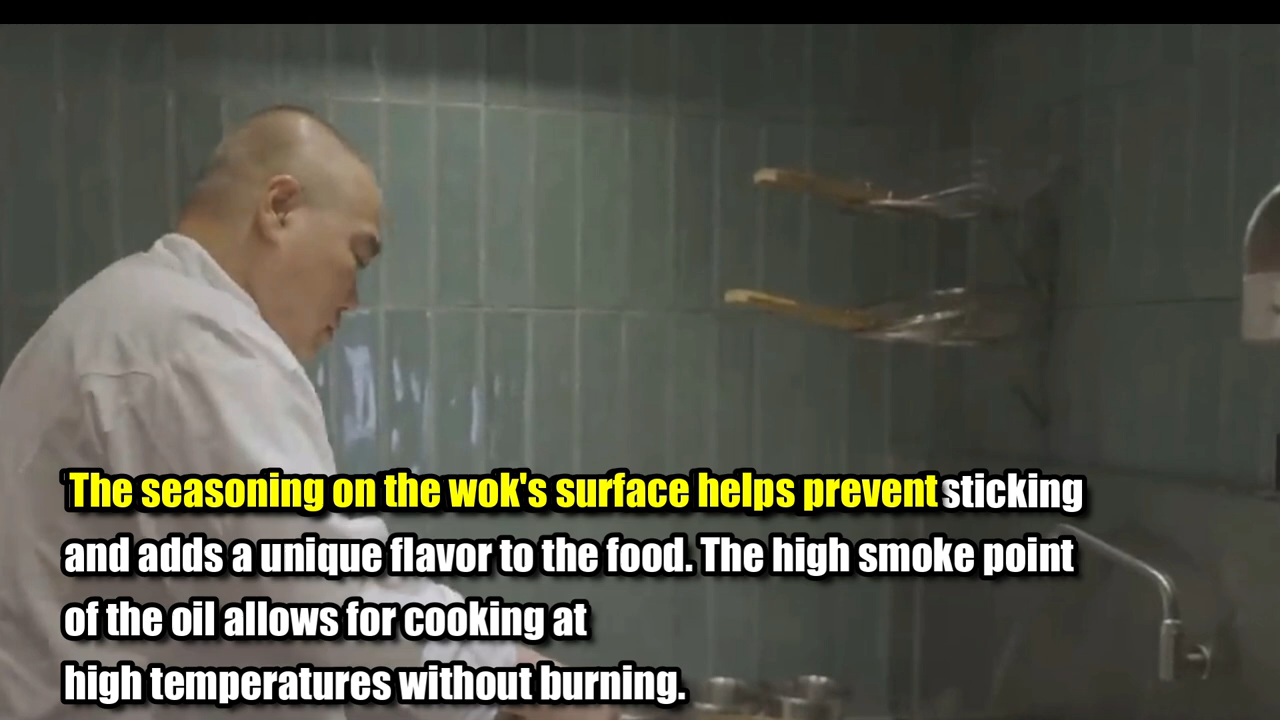 The seasoning on the wok's surface helps prevent sticking
and adds a unique flavor to the food. The high smoke point
of the oil allows for cooking at
high temperatures without burning.